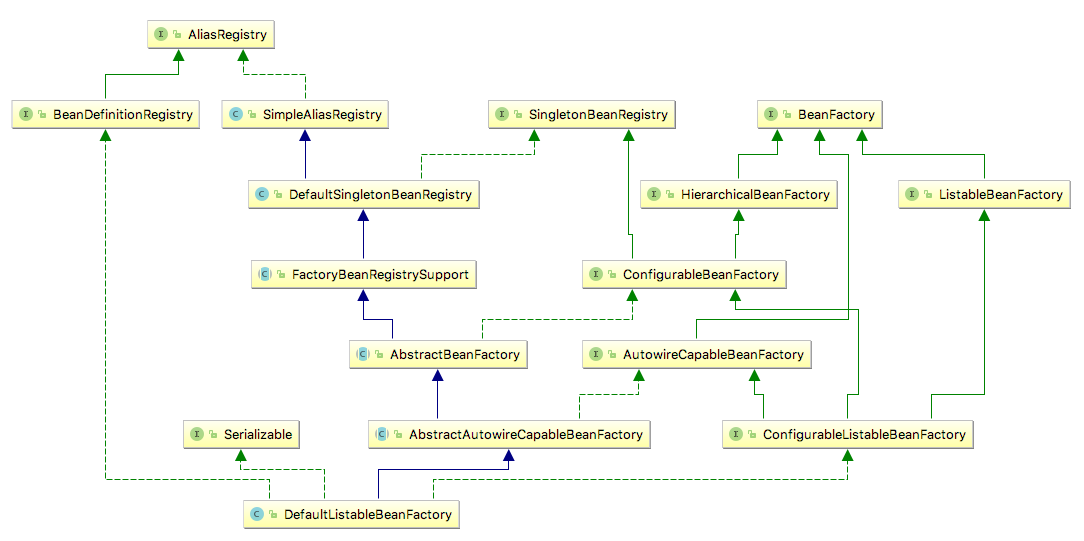 I AliasRegistry
I BeanDefinitionRegistry
C SimpleAliasRegistry
I SingletonBeanRegistry
I BeanFactory
C DefaultSingletonBeanRegistry
I HierarchicalBeanFactory
I ListableBeanFactory
C FactoryBeanRegistrySupport
I ConfigurableBeanFactory
C AbstractBeanFactory
I AutowireCapableBeanFactory
I Serializable
C AbstractAutowireCapableBeanFactory
I ConfigurableListableBeanFactory
C DefaultListableBeanFactory